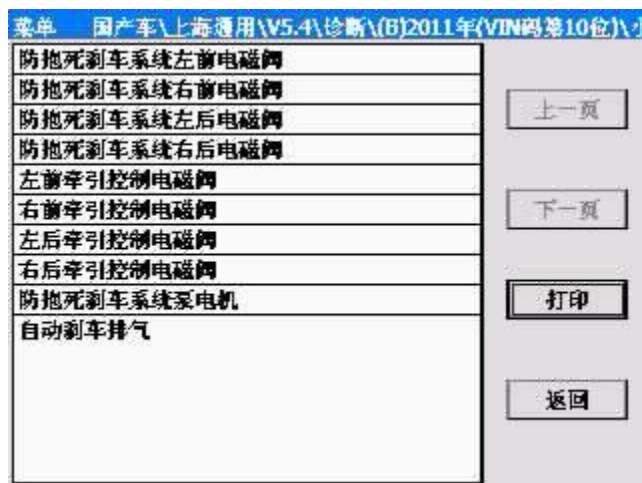 菜单 国产车\上海通用\V5.4\诊断\(B)2011年(VIN码第10位)\
防抱死刹车系统左前电磁阀
防抱死刹车系统右前电磁阀
防抱死刹车系统左后电磁阀
防抱死刹车系统右后电磁阀
左前牵引控制电磁阀
右前牵引控制电磁阀
左后牵引控制电磁阀
右后牵引控制电磁阀
防抱死刹车系统泵电机
自动刹车排气
上一页
下一页
打印
返回